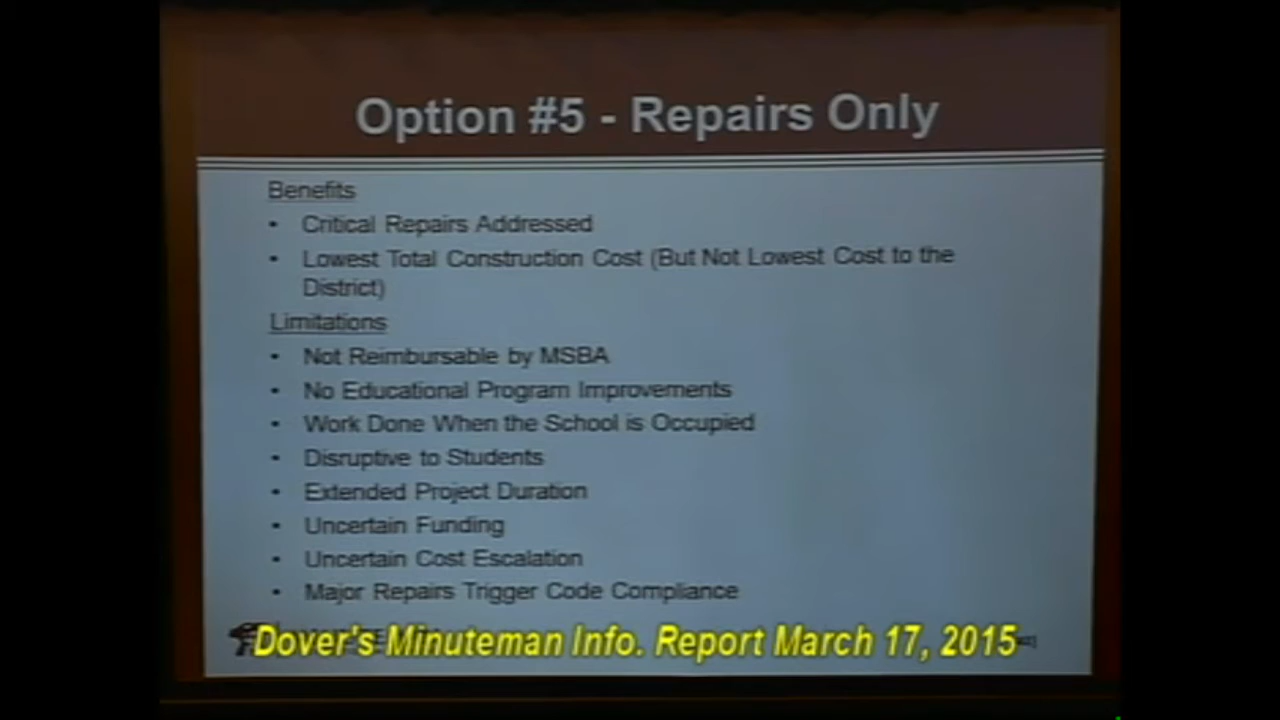 Option #5 - Repairs Only
Benefits
• Critical Repairs Addressed
• Lowest Total Construction Cost (But Not Lowest Cost to the
District)
Limitations
• Not Reimbursable by MSBA
• No Educational Program Improvements
• Work Done When the School is Occupied
• Disruptive to Students
• Extended Project Duration
• Uncertain Funding
• Uncertain Cost Escalation
• Major Repairs Trigger Code Compliance
Dover's Minuteman Info. Report March 17, 2015